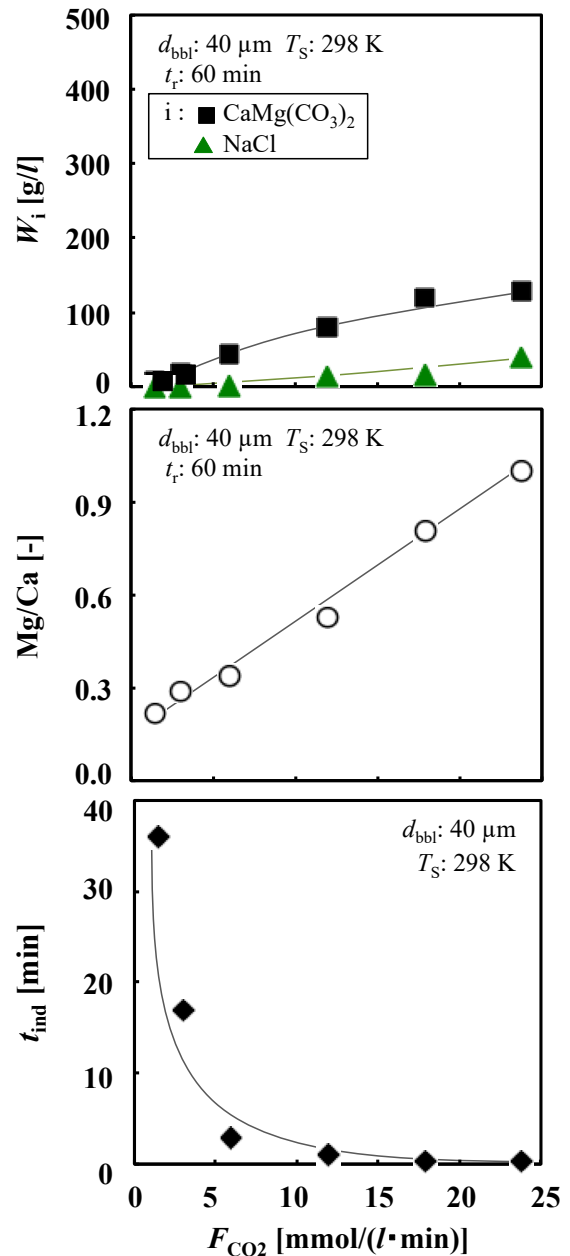 500
400
300
200
100
0
W_i [g/l]
d_bbl: 40 µm T_S: 298 K
t_r: 60 min
i : ■ CaMg(CO₃)₂
▲ NaCl
1.2
0.9
0.6
0.3
0.0
Mg/Ca [-]
d_bbl: 40 µm T_S: 298 K
t_r: 60 min
40
30
20
10
0
t_ind [min]
d_bbl: 40 µm
T_S: 298 K
0 5 10 15 20 25
F_CO2 [mmol/(l·min)]